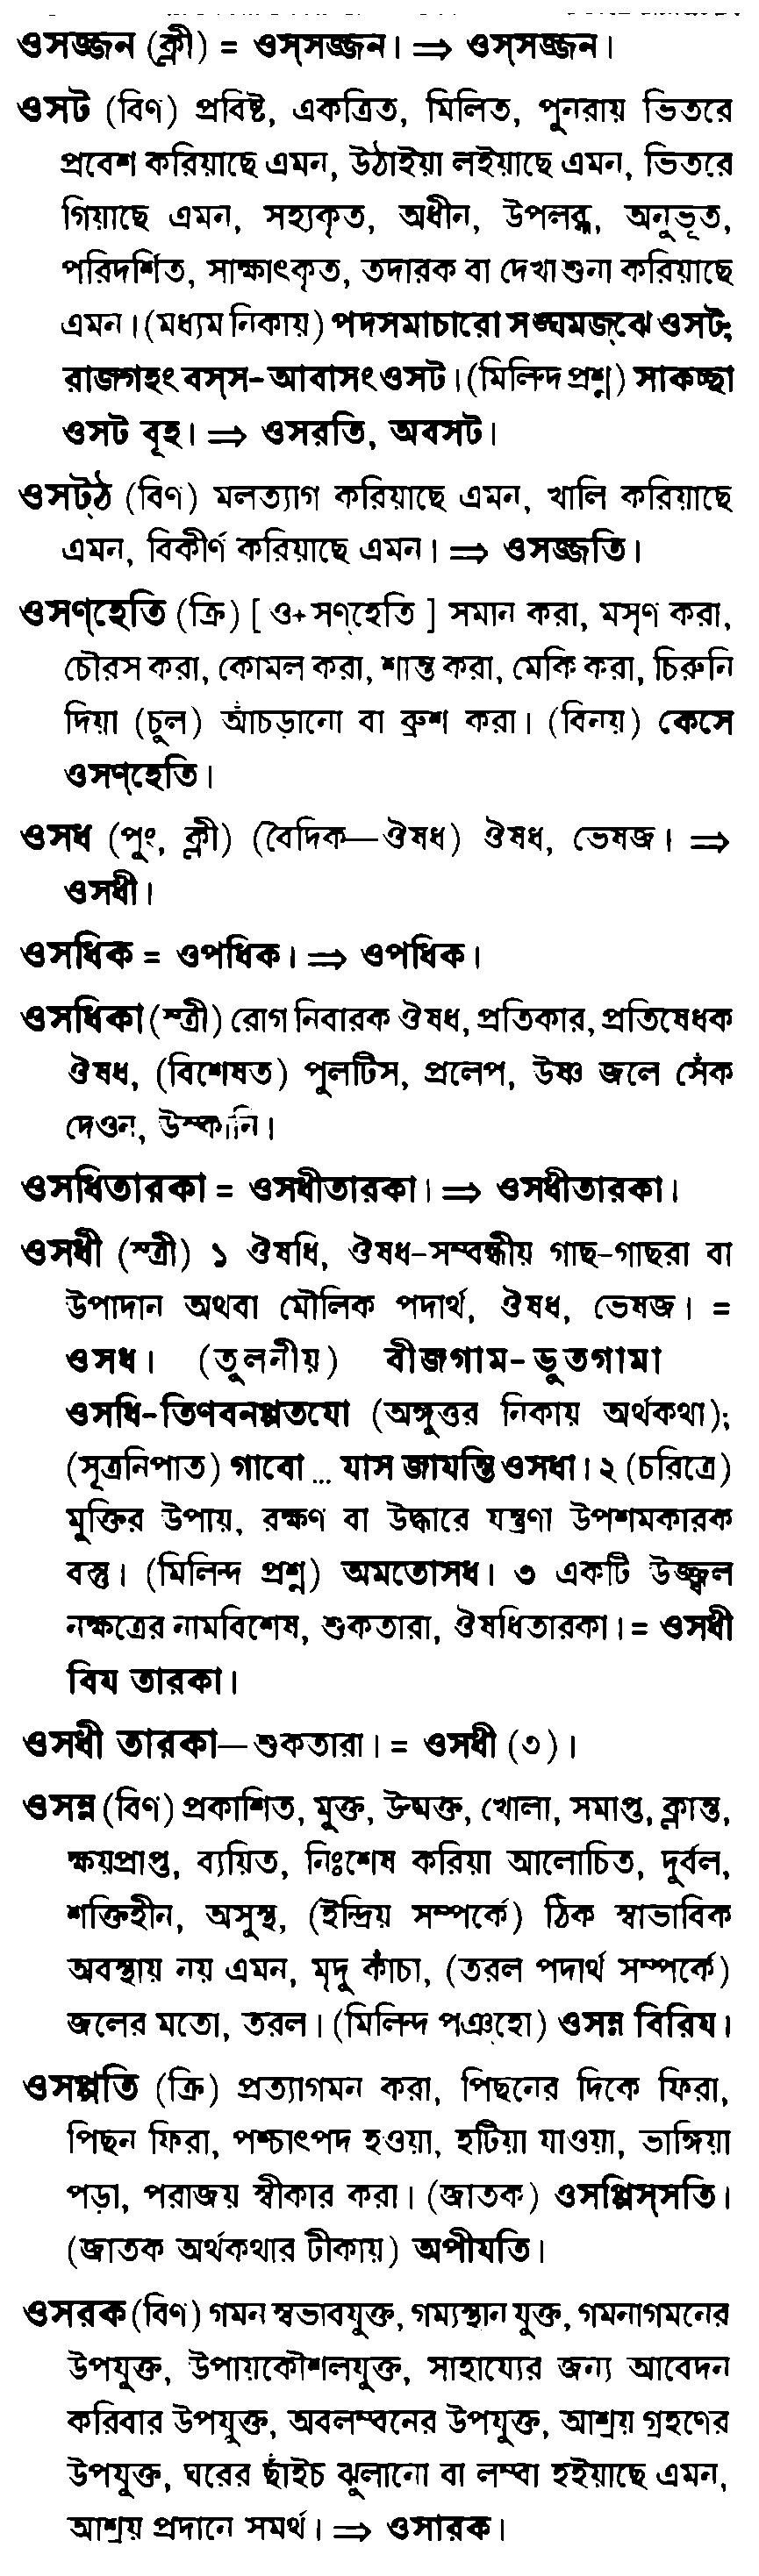 ওসজ্জন (ক্লী) = ওস্সজ্জন। ⇒ ওস্সজ্জন।
ওসট (বিণ) প্রবিষ্ট, একত্রিত, মিলিত, পুনরায় ভিতরে
প্রবেশ করিয়াছে এমন, উঠাইয়া লইয়াছে এমন, ভিতরে
গিয়াছে এমন, সহ্যকৃত, অধীন, উপলব্ধ, অনুভূত,
পরিদর্শিত, সাক্ষাৎকৃত, তদারক বা দেখা শুনা করিয়াছে
এমন। (মধ্যম নিকায়) পদসমাচারো সঙ্ঘমজ্ঝে ওসট;
রাজগহং বস্স-আবাসং ওসট। (মিলিন্দ প্রশ্ন) সাকচ্ছা
ওসট বূহ। ⇒ ওসরতি, অবসট।
ওসট্ঠ (বিণ) মলত্যাগ করিয়াছে এমন, খালি করিয়াছে
এমন, বিকীর্ণ করিয়াছে এমন। ⇒ ওসজ্জতি।
ওসণ্হেতি (ক্রি) [ ও+সণ্হেতি ] সমান করা, মসৃণ করা,
চৌরস করা, কোমল করা, শান্ত করা, মেকি করা, চিরুনি
দিয়া (চুল) আঁচড়ানো বা ব্রুশ করা। (বিনয়) কেসে
ওসণ্হেতি।
ওসধ (পুং, ক্লী) (বৈদিক—ঔষধ) ঔষধ, ভেষজ। ⇒
ওসধী।
ওসধিক = ওপধিক। ⇒ ওপধিক।
ওসধিকা (স্ত্রী) রোগ নিবারক ঔষধ, প্রতিকার, প্রতিষেধক
ঔষধ, (বিশেষত) পুলটিস, প্রলেপ, উষ্ণ জলে সেঁক
দেওন, উস্কানি।
ওসধিতারকা = ওসধীতারকা। ⇒ ওসধীতারকা।
ওসধী (স্ত্রী) ১ ঔষধি, ঔষধ-সম্বন্ধীয় গাছ-গাছরা বা
উপাদান অথবা মৌলিক পদার্থ, ঔষধ, ভেষজ। =
ওসধ। (তুলনীয়) বীজগাম-ভুতগামা
ওসধি-তিণবনপ্পতযো (অঙ্গুত্তর নিকায় অর্থকথা);
(সূত্রনিপাত) গাবো ... যাস জাযন্তি ওসধা। ২ (চরিত্রে)
মুক্তির উপায়, রক্ষণ বা উদ্ধারে যন্ত্রণা উপশমকারক
বস্তু। (মিলিন্দ প্রশ্ন) অমতোসধ। ৩ একটি উজ্জ্বল
নক্ষত্রের নামবিশেষ, শুকতারা, ঔষধিতারকা। = ওসধী
বিয তারকা।
ওসধী তারকা—শুকতারা। = ওসধী (৩)।
ওসন্ন (বিণ) প্রকাশিত, মুক্ত, উন্মুক্ত, খোলা, সমাপ্ত, ক্লান্ত,
ক্ষয়প্রাপ্ত, ব্যয়িত, নিঃশেষ করিয়া আলোচিত, দুর্বল,
শক্তিহীন, অসুস্থ, (ইন্দ্রিয় সম্পর্কে) ঠিক স্বাভাবিক
অবস্থায় নয় এমন, মৃদু কাঁচা, (তরল পদার্থ সম্পর্কে)
জলের মতো, তরল। (মিলিন্দ পঞ্হো) ওসন্ন বিরিয।
ওসপ্পতি (ক্রি) প্রত্যাগমন করা, পিছনের দিকে ফিরা,
পিছন ফিরা, পশ্চাৎপদ হওয়া, হটিয়া যাওয়া, ভাঙ্গিয়া
পড়া, পরাজয় স্বীকার করা। (জাতক) ওসপ্পিস্সতি।
(জাতক অর্থকথার টীকায়) অপীযতি।
ওসরক (বিণ) গমন স্বভাবযুক্ত, গম্যস্থান যুক্ত, গমনাগমনের
উপযুক্ত, উপায়কৌশলযুক্ত, সাহায্যের জন্য আবেদন
করিবার উপযুক্ত, অবলম্বনের উপযুক্ত, আশ্রয় গ্রহণের
উপযুক্ত, ঘরের ছাঁইচ ঝুলানো বা লম্বা হইয়াছে এমন,
আশ্রয় প্রদানে সমর্থ। ⇒ ওসারক।